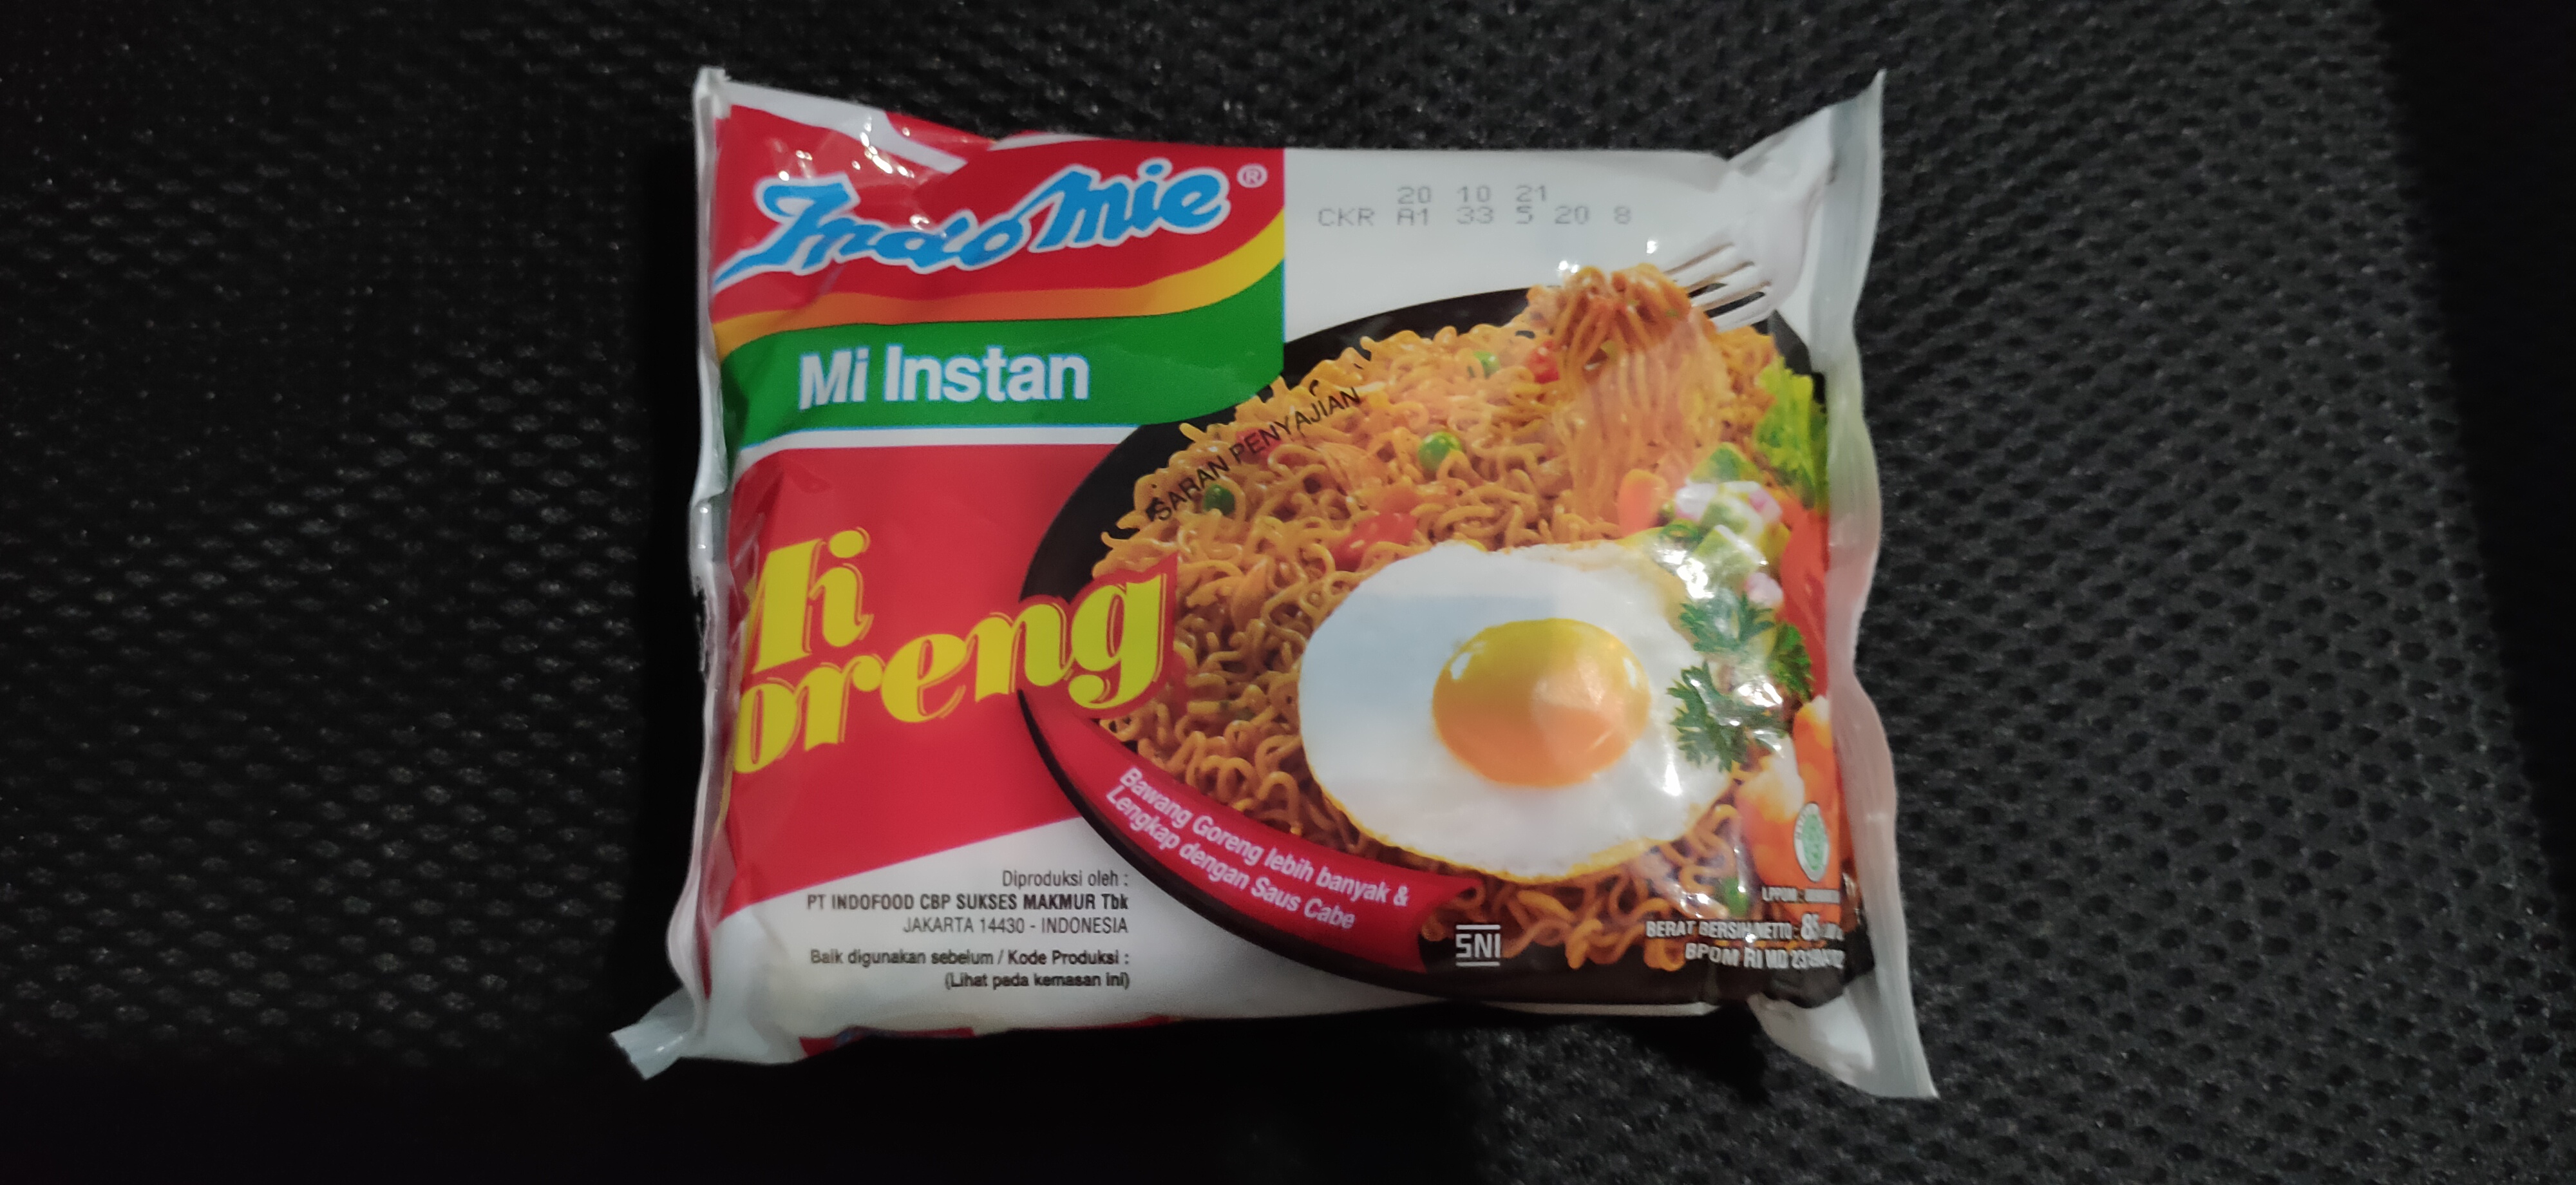 Indomie®
20 10 21
CKR A1 33 5 20 8
Mi Instan
SARAN PENYAJIAN
Mi
oreng
Bawang Goreng lebih banyak &
Lengkap dengan Saus Cabe
Diproduksi oleh :
PT INDOFOOD CBP SUKSES MAKMUR Tbk
JAKARTA 14430 - INDONESIA
Baik digunakan sebelum / Kode Produksi :
(Lihat pada kemasan ini)
SNI
BERAT BERSIH/NETTO : 85
BPOM RI MD